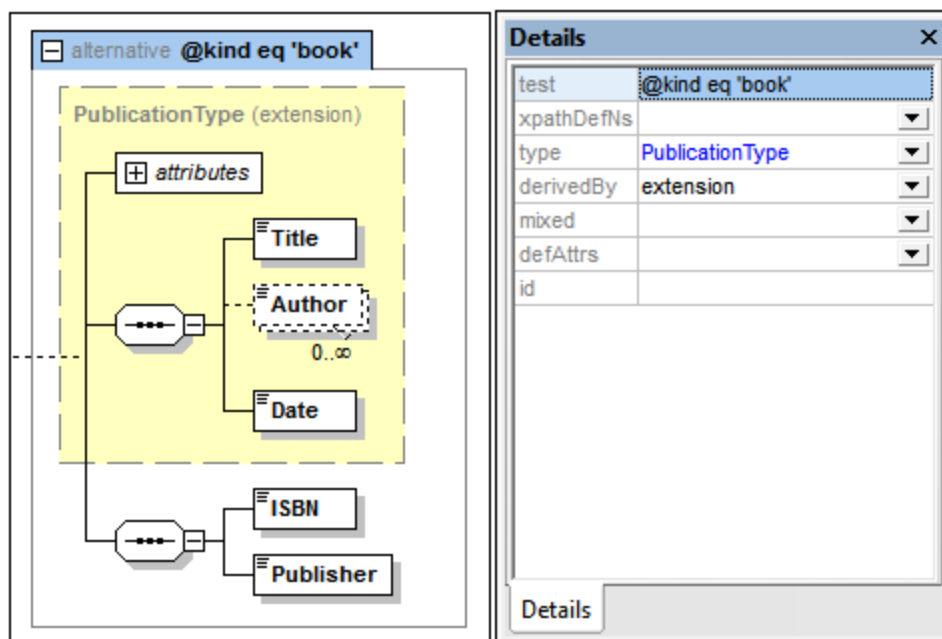 alternative @kind eq 'book'
PublicationType (extension)
attributes
Title
Author
0..∞
Date
ISBN
Publisher
Details
test @kind eq 'book'
xpathDefNs
type PublicationType
derivedBy extension
mixed
defAttrs
id
Details